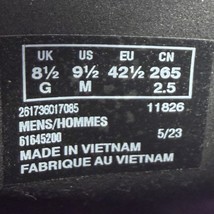 UK US EU CN
8½ 9½ 42½ 265
G M 2.5
261736017085 11826
MENS/HOMMES
61645200 5/23
MADE IN VIETNAM
FABRIQUE AU VIETNAM